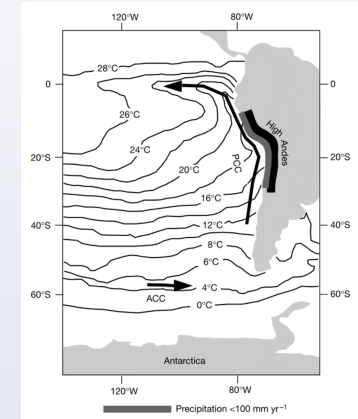 120°W 80°W
28°C
0 0
26°C
High
Andes
24°C
20°S 20°S
20°C
PCC
16°C
40°S 12°C 40°S
8°C
6°C
4°C
60°S 60°S
ACC
0°C
Antarctica
120°W 80°W
Precipitation <100 mm yr⁻¹